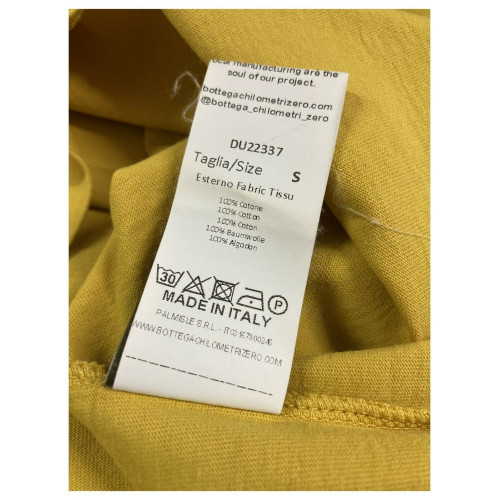 manufacturing are the
soul of our project.
bottegachilometrizero.com
@bottega_chilometri_zero
DU22337
Taglia/Size S
Esterno Fabric Tissu
100% Cotone
100% Cotton
100% Coton
100% Baumwolle
100% Algodon
30 P
MADE IN ITALY
PALMISLE S.R.L. -
WWW.BOTTEGACHILOMETRIZERO.COM